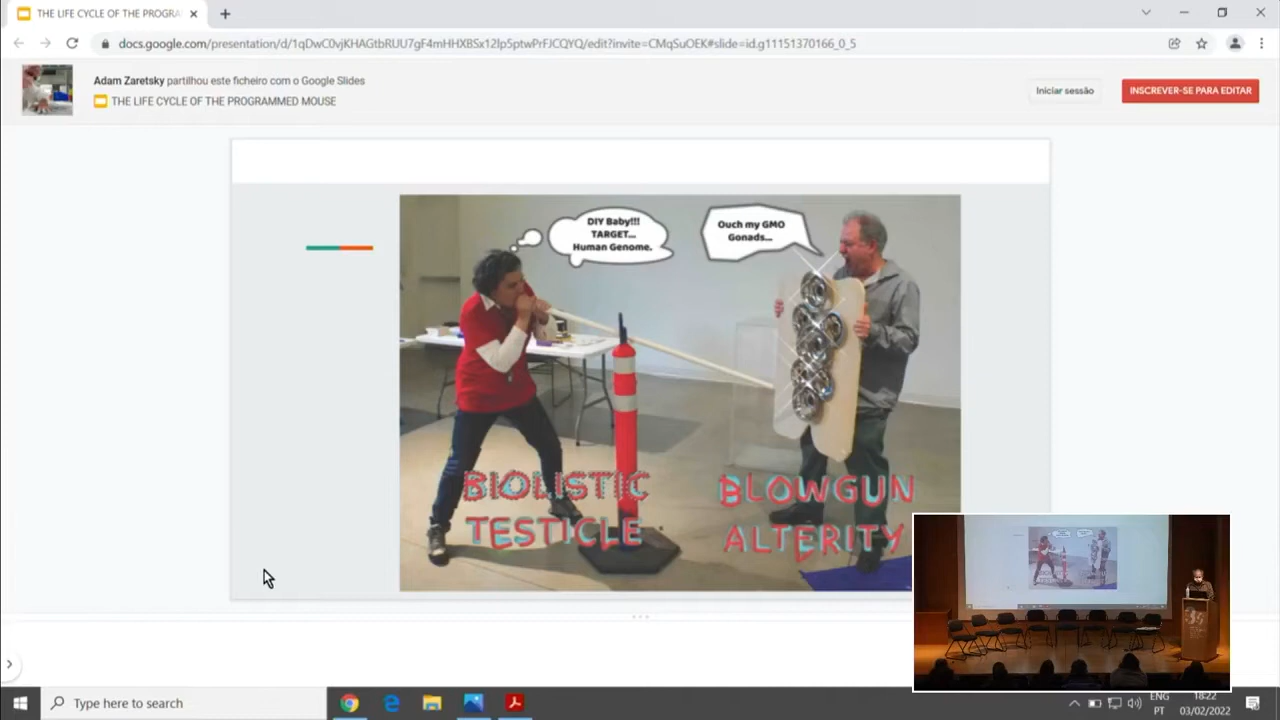 THE LIFE CYCLE OF THE PROGRA
docs.google.com/presentation/d/1qDwC0vjKHAGtbRUU7gF4mHHXBSx12Ip5ptwPrFJCQYQ/edit?invite=CMqSuOEK#slide=id.g11151370166_0_5
Adam Zaretsky partilhou este ficheiro com o Google Slides
THE LIFE CYCLE OF THE PROGRAMMED MOUSE
Iniciar sessão
INSCREVER-SE PARA EDITAR
DIY Baby!!!
TARGET...
Human Genome.
Ouch my GMO
Gonads...
BIOLISTIC
TESTICLE
BLOWGUN
ALTERITY
Type here to search
ENG
PT
18:22
03/02/2022